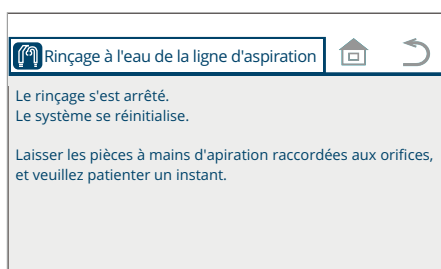 Rinçage à l'eau de la ligne d'aspiration
Le rinçage s'est arrêté.
Le système se réinitialise.
Laisser les pièces à mains d'apiration raccordées aux orifices,
et veuillez patienter un instant.